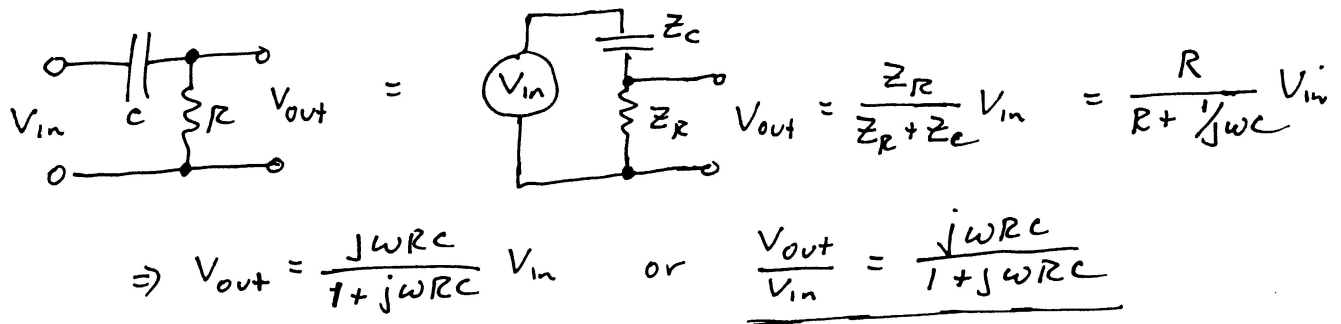 V_in C R V_out = V_in Z_C Z_R V_out = Z_R / (Z_R + Z_C) V_in = R / (R + 1/jωC) V_in
⇒ V_out = jωRC / (1 + jωRC) V_in or V_out / V_in = jωRC / (1 + jωRC)